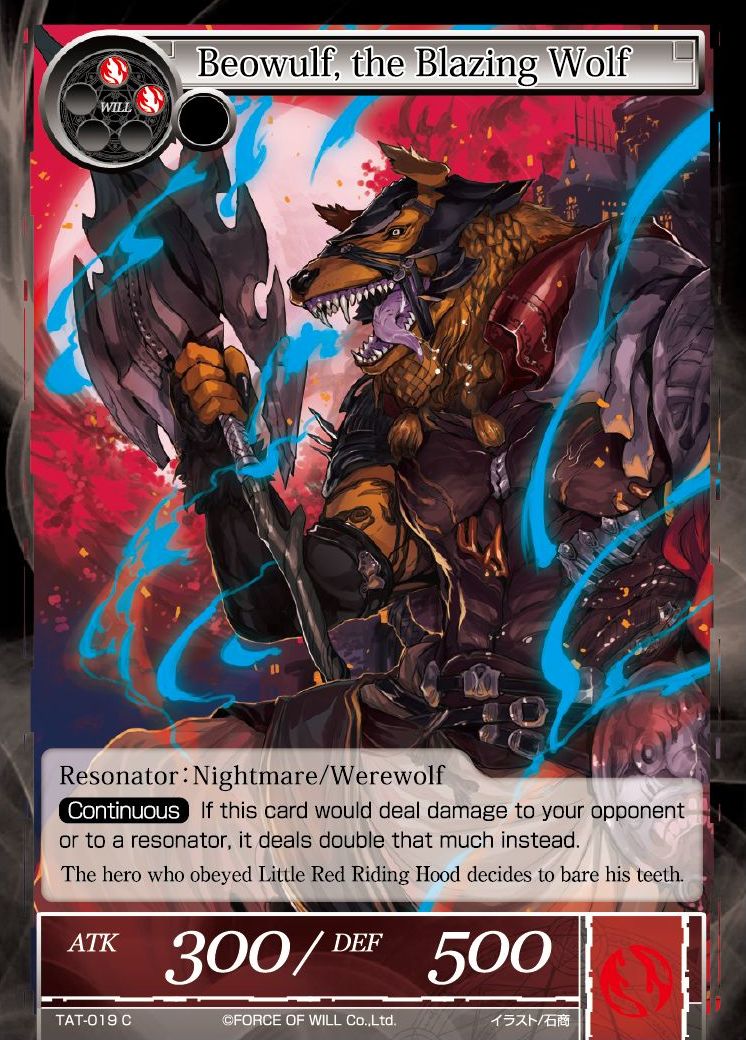 Beowulf, the Blazing Wolf
WILL
Resonator：Nightmare/Werewolf
Continuous If this card would deal damage to your opponent
or to a resonator, it deals double that much instead.
The hero who obeyed Little Red Riding Hood decides to bare his teeth.
ATK 300/ DEF 500
TAT-019 C ©FORCE OF WILL Co.,Ltd. イラスト/石商